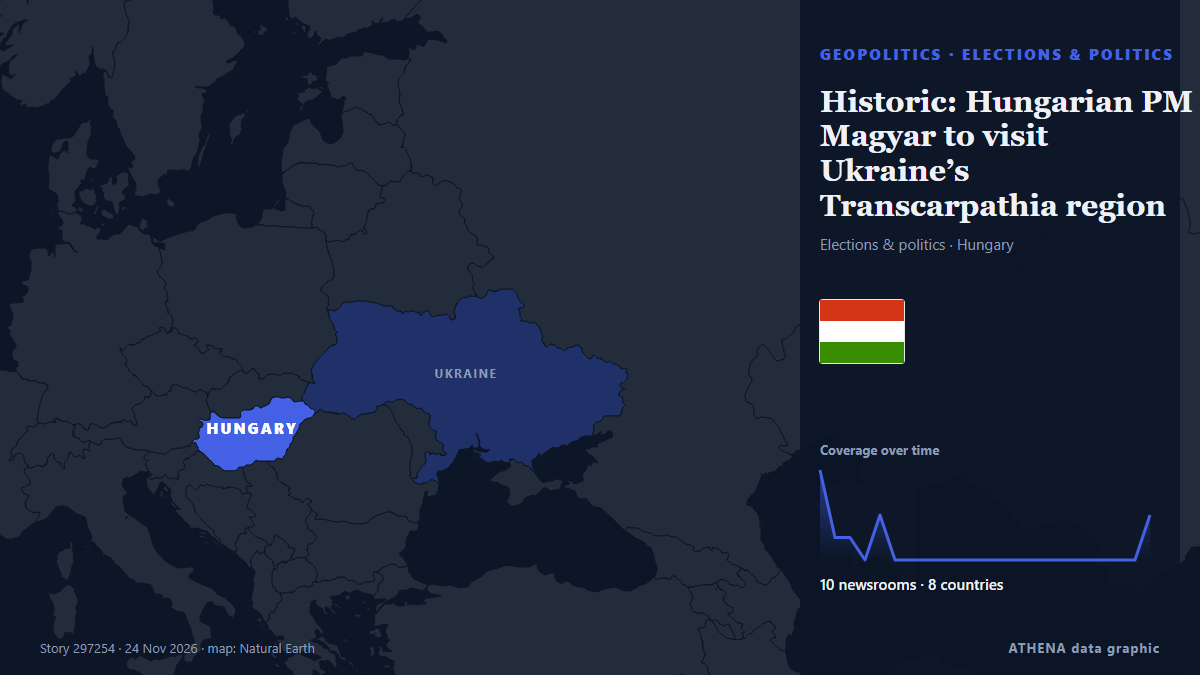 GEOPOLITICS · ELECTIONS & POLITICS
Historic: Hungarian PM
Magyar to visit
Ukraine’s
Transcarpathia region
Elections & politics · Hungary
UKRAINE
HUNGARY
Coverage over time
10 newsrooms · 8 countries
Story 297254 · 24 Nov 2026 · map: Natural Earth
ATHENA data graphic